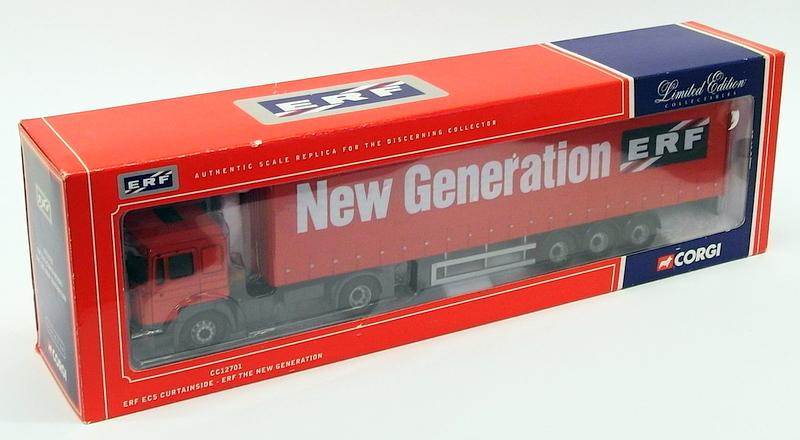 ERF
Limited Edition
COLLECTABLES
ERF
AUTHENTIC SCALE REPLICA FOR THE DISCERNING COLLECTOR
New Generation
ERF
CORGI
CC12701
ERF ECS CURTAINSIDE - ERF THE NEW GENERATION
CORGI